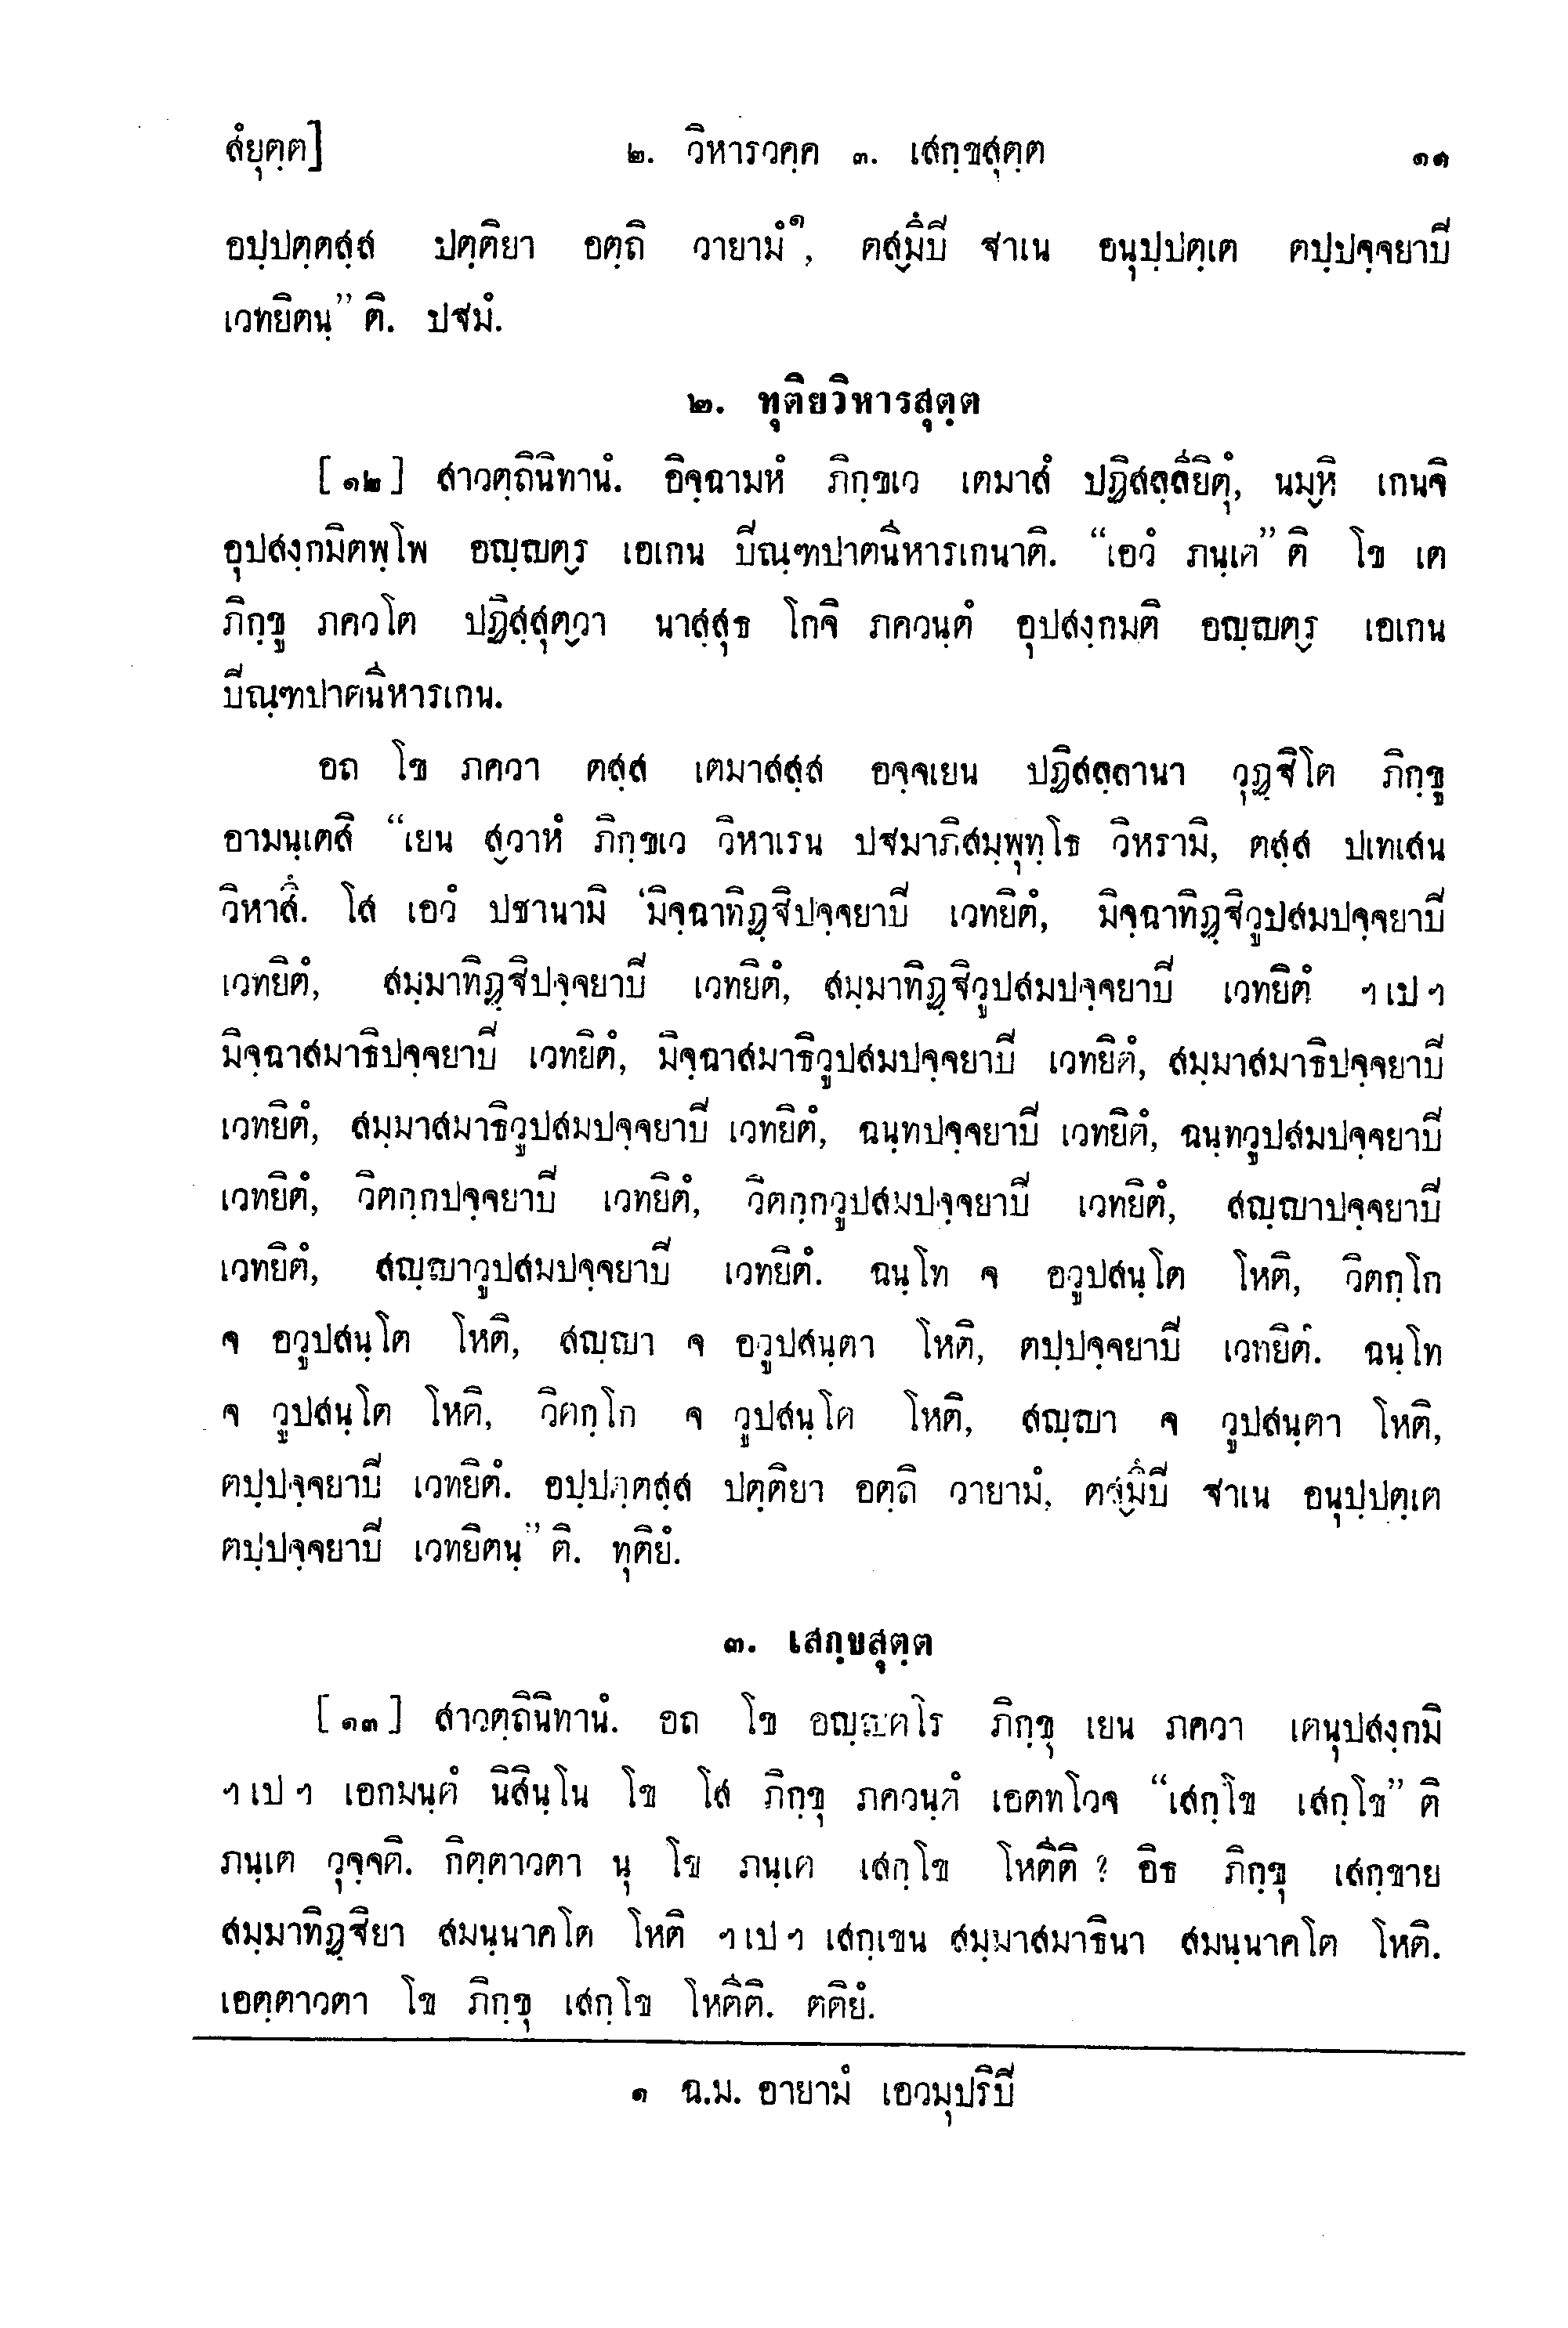 สํยุตฺต]	๒. วิหารวคฺค ๓. เสกฺขสุตฺต	๑๑
อปฺปตฺตสฺส ปตฺติยา อตฺถิ วายามํ๑, ตสฺมิํปี ฐาเน อนุปฺปตฺเต ตปฺปจฺจยาปี
เวทยิตนฺ” ติ. ปฐมํ.
๒. ทุติยวิหารสุตฺต
[๑๒] สาวตฺถินิทานํ. อิจฺฉามหํ ภิกฺขเว เตมาสํ ปฏิสลฺลียิตุํ, นมฺหิ เกนจิ
อุปสงฺกมิตพฺโพ อญฺญตฺร เอเกน ปิณฺฑปาตนีหารเกนาติ. “เอวํ ภนฺเต” ติ โข เต
ภิกฺขู ภควโต ปฏิสฺสุตฺวา นาสฺสุธ โกจิ ภควนฺตํ อุปสงฺกมติ อญฺญตฺร เอเกน
ปิณฺฑปาตนีหารเกน.
อถ โข ภควา ตสฺส เตมาสสฺส อจฺจเยน ปฏิสลฺลานา วุฏฺฐิโต ภิกฺขู
อามนฺเตสิ “เยน สฺวาหํ ภิกฺขเว วิหาเรน ปฐมาภิสมฺพุทฺโธ วิหรามิ, ตสฺส ปเทเสน
วิหาสิํ. โส เอวํ ปชานามิ ‘มิจฺฉาทิฏฺฐิปจฺจยาปี เวทยิตํ, มิจฺฉาทิฏฺฐิวูปสมปจฺจยาปี
เวทยิตํ, สมฺมาทิฏฺฐิปจฺจยาปี เวทยิตํ, สมฺมาทิฏฺฐิวูปสมปจฺจยาปี เวทยิตํ ฯเปฯ
มิจฺฉาสมาธิปจฺจยาปี เวทยิตํ, มิจฺฉาสมาธิวูปสมปจฺจยาปี เวทยิตํ, สมฺมาสมาธิปจฺจยาปี
เวทยิตํ, สมฺมาสมาธิวูปสมปจฺจยาปี เวทยิตํ, ฉนฺทปจฺจยาปี เวทยิตํ, ฉนฺทวูปสมปจฺจยาปี
เวทยิตํ, วิตกฺกปจฺจยาปี เวทยิตํ, วิตกฺกวูปสมปจฺจยาปี เวทยิตํ, สญฺญาปจฺจยาปี
เวทยิตํ, สญฺญาวูปสมปจฺจยาปี เวทยิตํ. ฉนฺโท จ อวูปสนฺโต โหติ, วิตกฺโก
จ อวูปสนฺโต โหติ, สญฺญา จ อวูปสนฺตา โหติ, ตปฺปจฺจยาปี เวทยิตํ. ฉนฺโท
จ วูปสนฺโต โหติ, วิตกฺโก จ วูปสนฺโต โหติ, สญฺญา จ วูปสนฺตา โหติ,
ตปฺปจฺจยาปี เวทยิตํ. อปฺปตฺตสฺส ปตฺติยา อตฺถิ วายามํ, ตสฺมิํปี ฐาเน อนุปฺปตฺเต
ตปฺปจฺจยาปี เวทยิตนฺ” ติ. ทุติยํ.
๓. เสกฺขสุตฺต
[๑๓] สาวตฺถินิทานํ. อถ โข อญฺญตโร ภิกฺขุ เยน ภควา เตนุปสงฺกมิ
ฯเปฯ เอกมนฺตํ นิสินฺโน โข โส ภิกฺขุ ภควนฺตํ เอตทโวจ “เสกฺโข เสกฺโข” ติ
ภนฺเต วุจฺจติ. กิตฺตาวตา นุ โข ภนฺเต เสกฺโข โหตีติ ? อิธ ภิกฺขุ เสกฺขาย
สมฺมาทิฏฺฐิยา สมนฺนาคโต โหติ ฯเปฯ เสกฺเขน สมฺมาสมาธินา สมนฺนาคโต โหติ.
เอตฺตาวตา โข ภิกฺขุ เสกฺโข โหตีติ. ตติยํ.
๑ ฉ.ม. อายามํ เอวมุปริปี